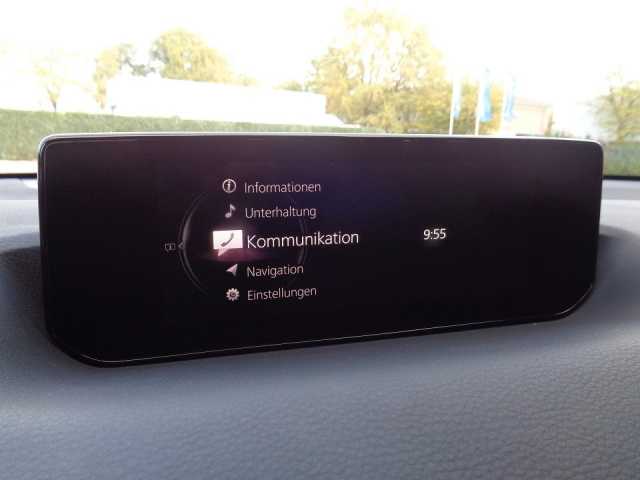 Informationen
Unterhaltung
Kommunikation 9:55
Navigation
Einstellungen